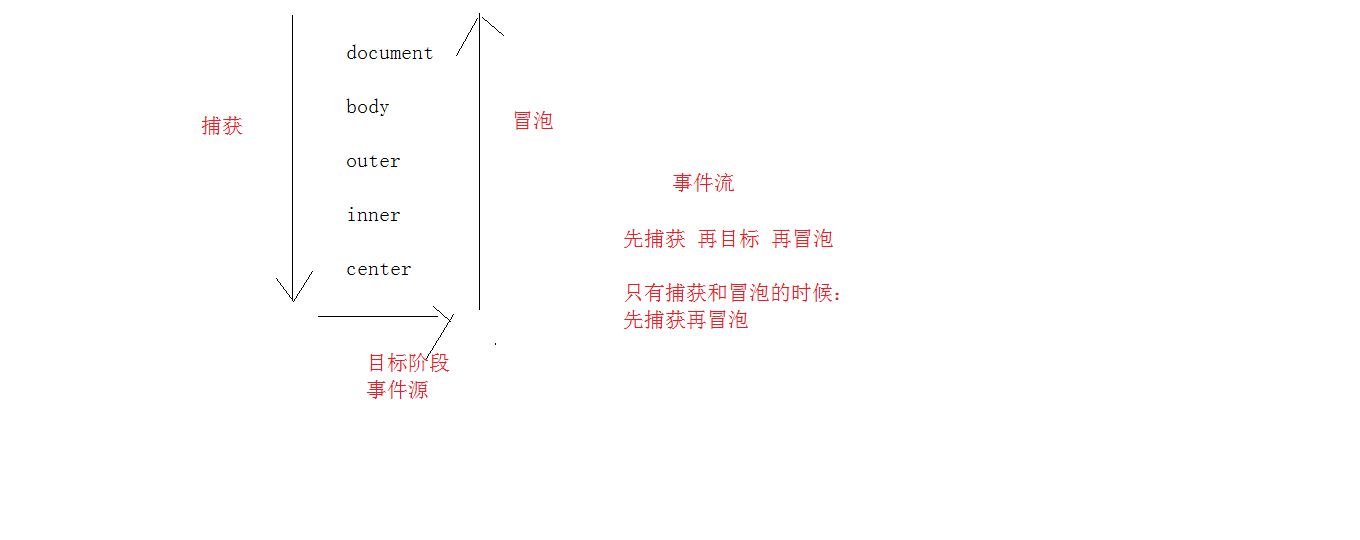 document
body
捕获
冒泡
outer
事件流
inner
先捕获 再目标 再冒泡
center
只有捕获和冒泡的时候:
先捕获再冒泡
目标阶段
事件源